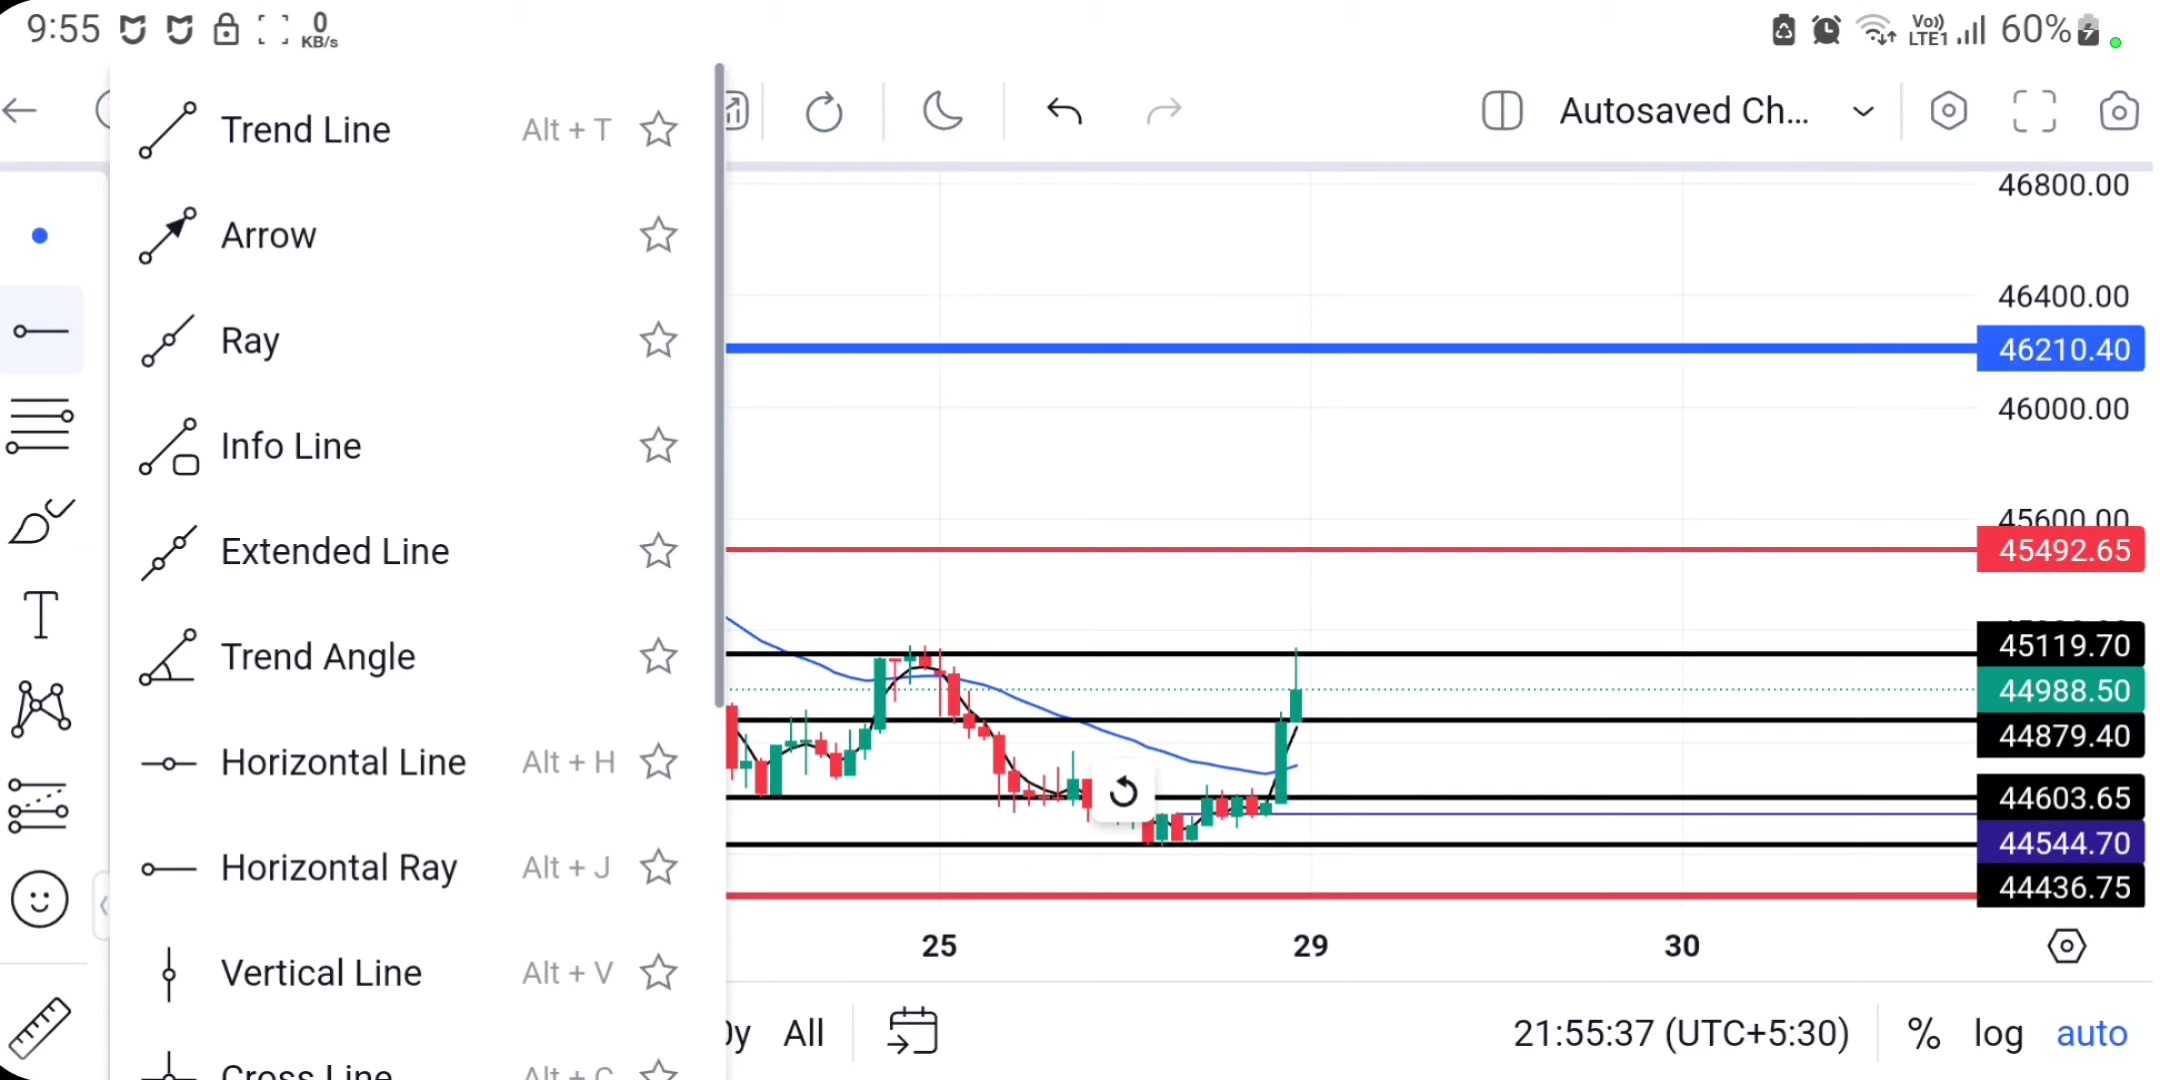 9:55 0 KB/s Vo)) LTE1 60%
Autosaved Ch...
Trend Line Alt + T
Arrow
Ray
Info Line
Extended Line
Trend Angle
Horizontal Line Alt + H
Horizontal Ray Alt + J
Vertical Line Alt + V
Cross Line Alt + C
46800.00
46400.00
46210.40
46000.00
45600.00
45492.65
45119.70
44988.50
44879.40
44603.65
44544.70
44436.75
25 29 30
All 21:55:37 (UTC+5:30) % log auto